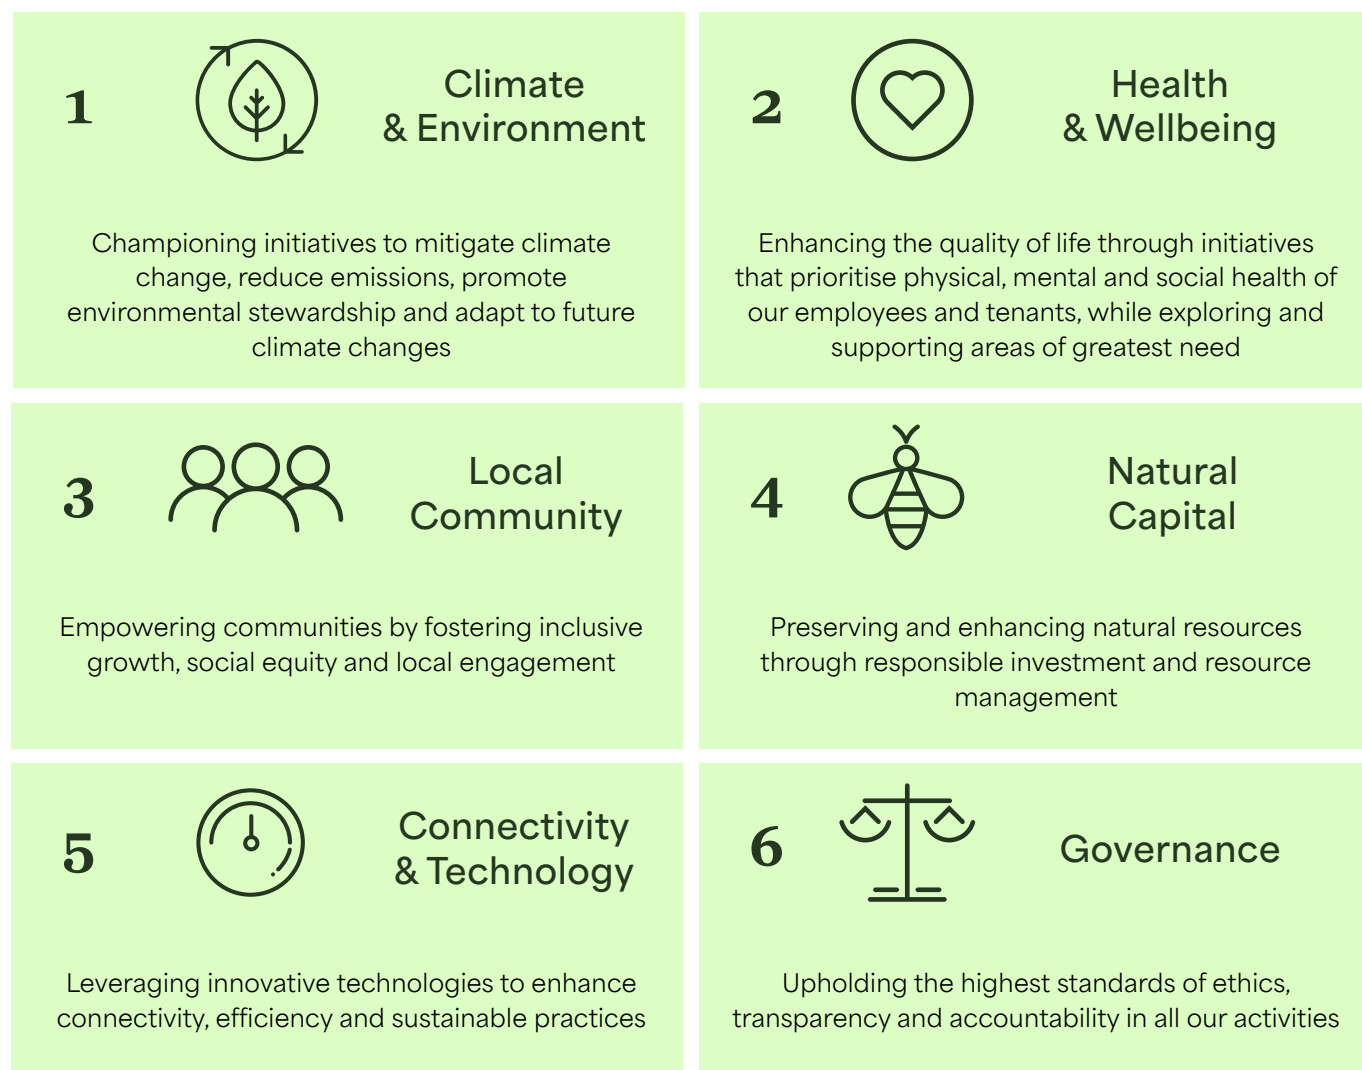 1
Climate
& Environment
Championing initiatives to mitigate climate
change, reduce emissions, promote
environmental stewardship and adapt to future
climate changes
2
Health
& Wellbeing
Enhancing the quality of life through initiatives
that prioritise physical, mental and social health of
our employees and tenants, while exploring and
supporting areas of greatest need
3
Local
Community
Empowering communities by fostering inclusive
growth, social equity and local engagement
4
Natural
Capital
Preserving and enhancing natural resources
through responsible investment and resource
management
5
Connectivity
& Technology
Leveraging innovative technologies to enhance
connectivity, efficiency and sustainable practices
6
Governance
Upholding the highest standards of ethics,
transparency and accountability in all our activities